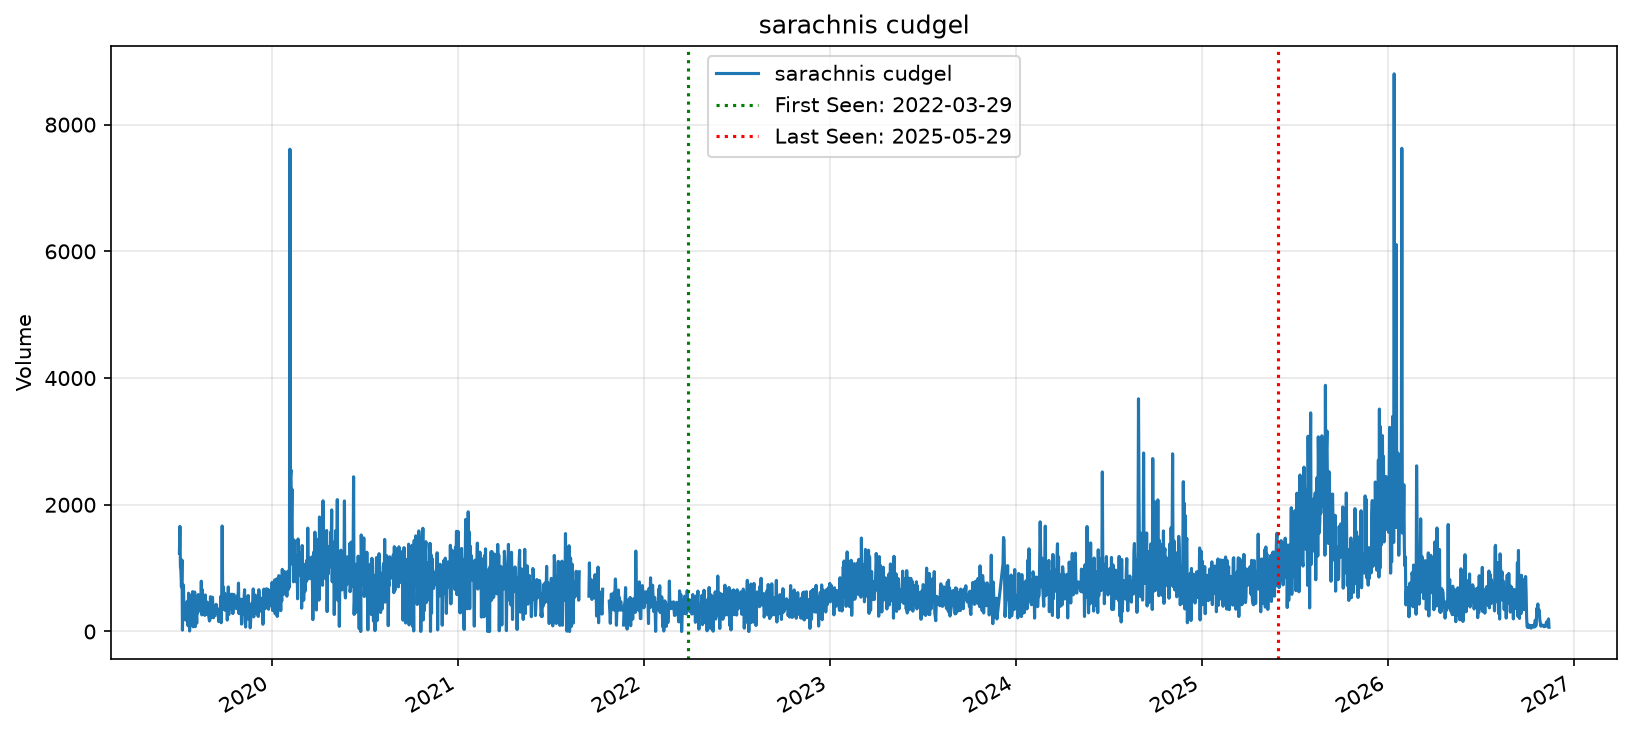 sarachnis cudgel
sarachnis cudgel
First Seen: 2022-03-29
Last Seen: 2025-05-29
Volume
8000
6000
4000
2000
0
2020
2021
2022
2023
2024
2025
2026
2027